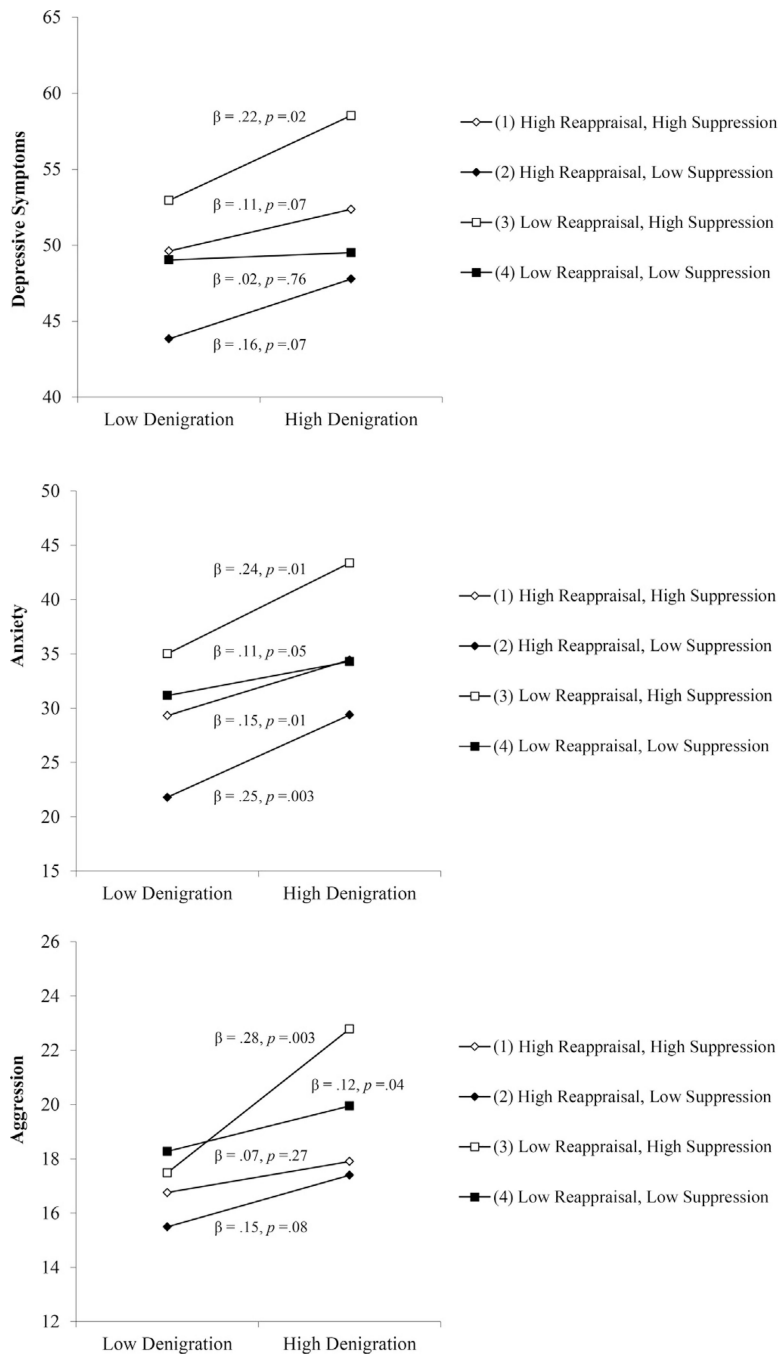 65
60
55
50
45
40
Depressive Symptoms
β = .22, p =.02
β = .11, p =.07
β = .02, p =.76
β = .16, p =.07
Low Denigration
High Denigration
(1) High Reappraisal, High Suppression
(2) High Reappraisal, Low Suppression
(3) Low Reappraisal, High Suppression
(4) Low Reappraisal, Low Suppression
50
45
40
35
30
25
20
15
Anxiety
β = .24, p =.01
β = .11, p =.05
β = .15, p =.01
β = .25, p =.003
Low Denigration
High Denigration
(1) High Reappraisal, High Suppression
(2) High Reappraisal, Low Suppression
(3) Low Reappraisal, High Suppression
(4) Low Reappraisal, Low Suppression
26
24
22
20
18
16
14
12
Aggression
β = .28, p =.003
β = .12, p =.04
β = .07, p =.27
β = .15, p =.08
Low Denigration
High Denigration
(1) High Reappraisal, High Suppression
(2) High Reappraisal, Low Suppression
(3) Low Reappraisal, High Suppression
(4) Low Reappraisal, Low Suppression